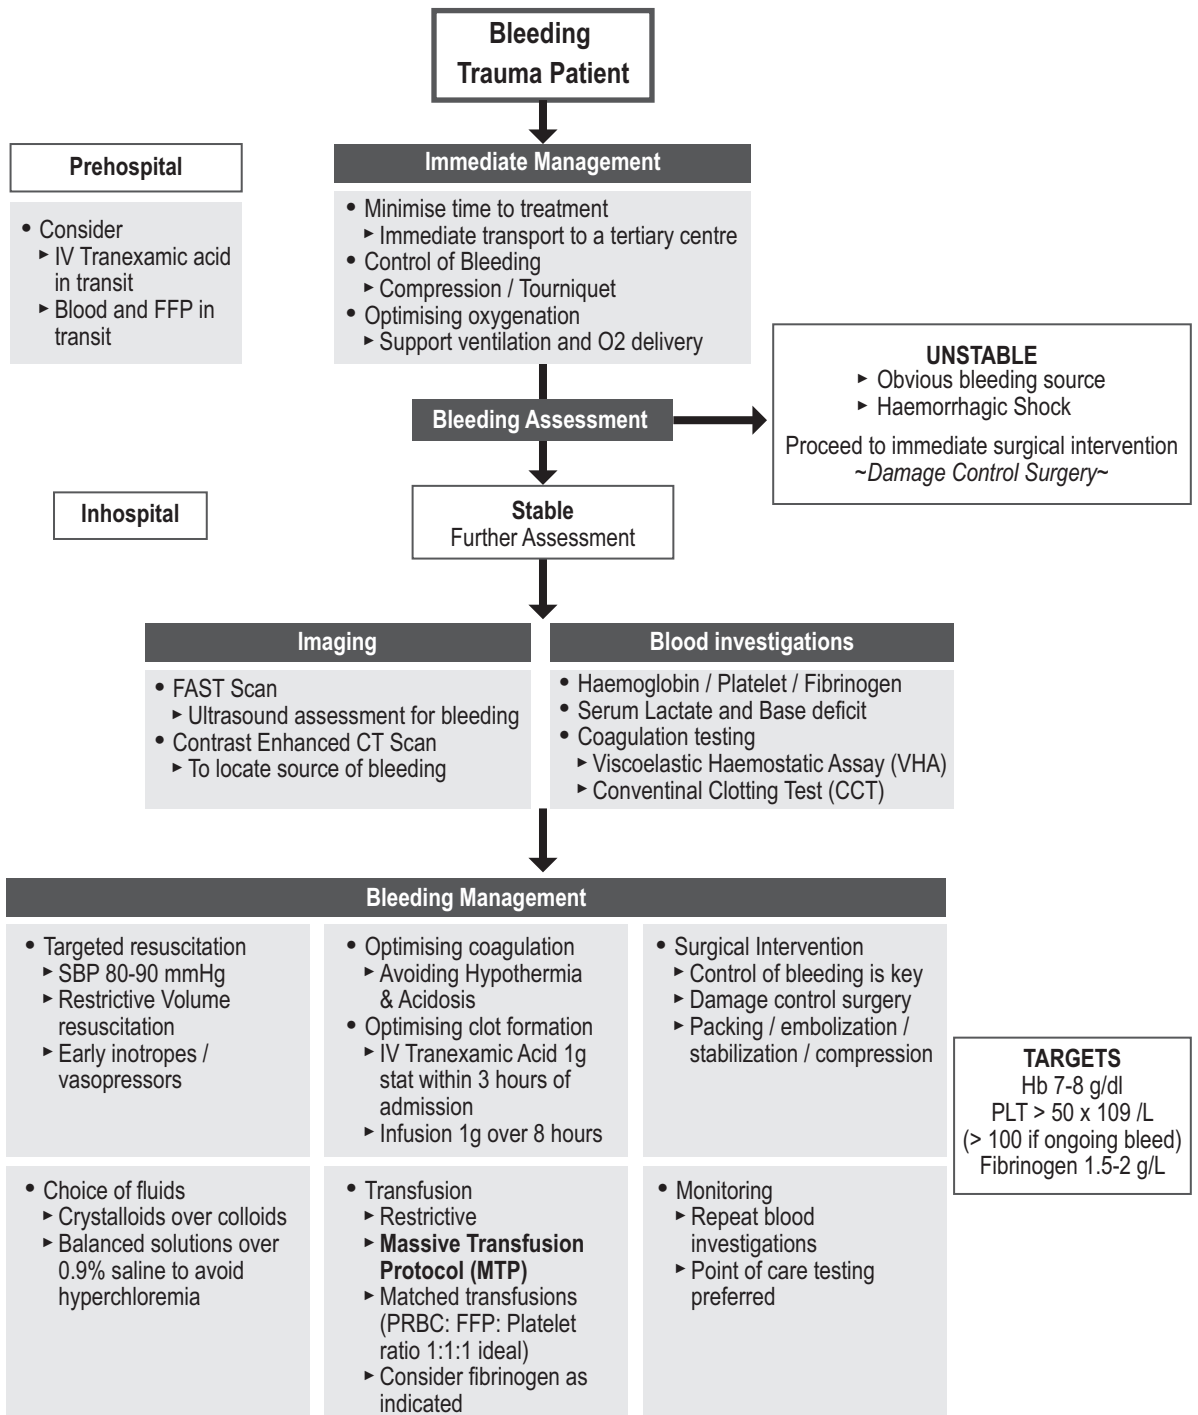 Bleeding
Trauma Patient
Prehospital
• Consider
► IV Tranexamic acid
in transit
► Blood and FFP in
transit
Immediate Management
• Minimise time to treatment
► Immediate transport to a tertiary centre
• Control of Bleeding
► Compression / Tourniquet
• Optimising oxygenation
► Support ventilation and O2 delivery
Bleeding Assessment
UNSTABLE
► Obvious bleeding source
► Haemorrhagic Shock
Proceed to immediate surgical intervention
~Damage Control Surgery~
Inhospital
Stable
Further Assessment
Imaging
• FAST Scan
► Ultrasound assessment for bleeding
• Contrast Enhanced CT Scan
► To locate source of bleeding
Blood investigations
• Haemoglobin / Platelet / Fibrinogen
• Serum Lactate and Base deficit
• Coagulation testing
► Viscoelastic Haemostatic Assay (VHA)
► Conventinal Clotting Test (CCT)
Bleeding Management
• Targeted resuscitation
► SBP 80-90 mmHg
► Restrictive Volume
resuscitation
► Early inotropes /
vasopressors
• Optimising coagulation
► Avoiding Hypothermia
& Acidosis
• Optimising clot formation
► IV Tranexamic Acid 1g
stat within 3 hours of
admission
► Infusion 1g over 8 hours
• Surgical Intervention
► Control of bleeding is key
► Damage control surgery
► Packing / embolization /
stabilization / compression
TARGETS
Hb 7-8 g/dl
PLT > 50 x 109 /L
(> 100 if ongoing bleed)
Fibrinogen 1.5-2 g/L
• Choice of fluids
► Crystalloids over colloids
► Balanced solutions over
0.9% saline to avoid
hyperchloremia
• Transfusion
► Restrictive
► Massive Transfusion
Protocol (MTP)
► Matched transfusions
(PRBC: FFP: Platelet
ratio 1:1:1 ideal)
► Consider fibrinogen as
indicated
• Monitoring
► Repeat blood
investigations
► Point of care testing
preferred